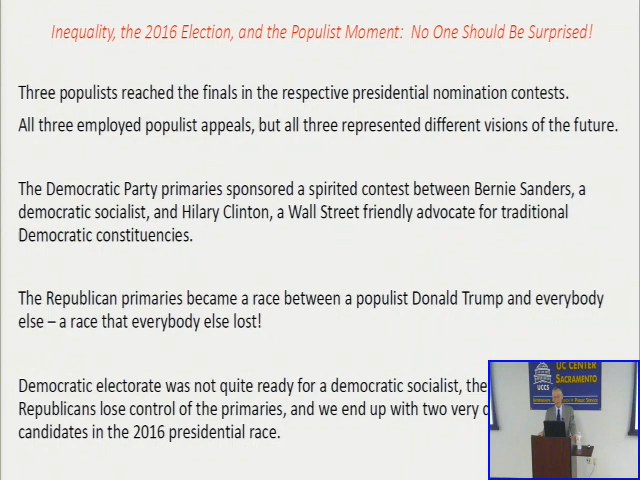 Inequality, the 2016 Election, and the Populist Moment: No One Should Be Surprised!
Three populists reached the finals in the respective presidential nomination contests.
All three employed populist appeals, but all three represented different visions of the future.
The Democratic Party primaries sponsored a spirited contest between Bernie Sanders, a
democratic socialist, and Hilary Clinton, a Wall Street friendly advocate for traditional
Democratic constituencies.
The Republican primaries became a race between a populist Donald Trump and everybody
else – a race that everybody else lost!
Democratic electorate was not quite ready for a democratic socialist, the
Republicans lose control of the primaries, and we end up with two very
candidates in the 2016 presidential race.
UC CENTER
SACRAMENTO
UCCS